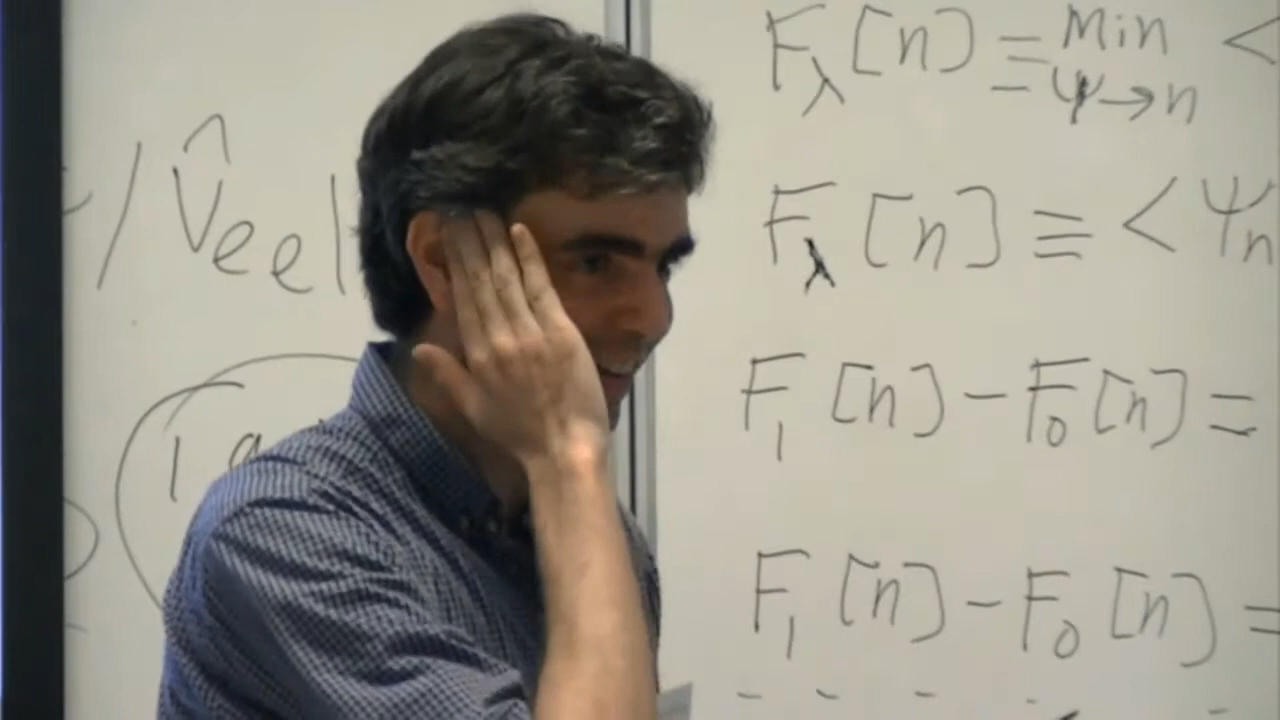 / V̂ee|
F_λ [n] ≡ Min <
Ψ→n
F_λ [n] ≡ < Ψ_n
F_1 [n] - F_0 [n] =
F_1 [n] - F_0 [n] =